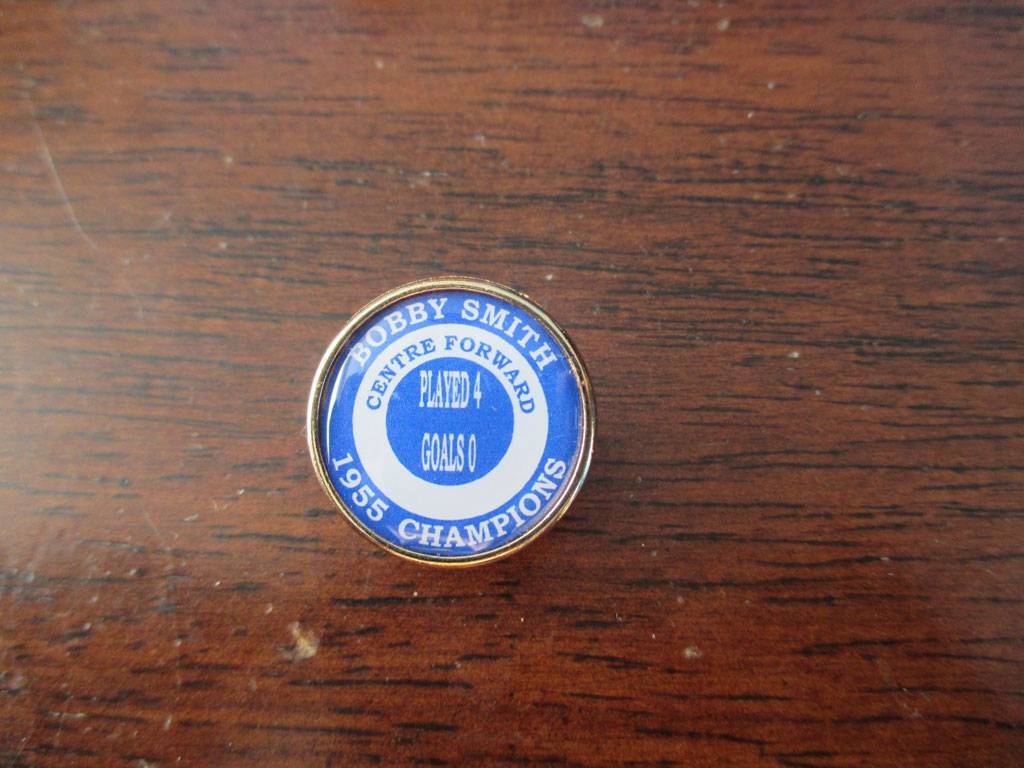 BOBBY SMITH
CENTRE FORWARD
PLAYED 4
GOALS 0
1955 CHAMPIONS